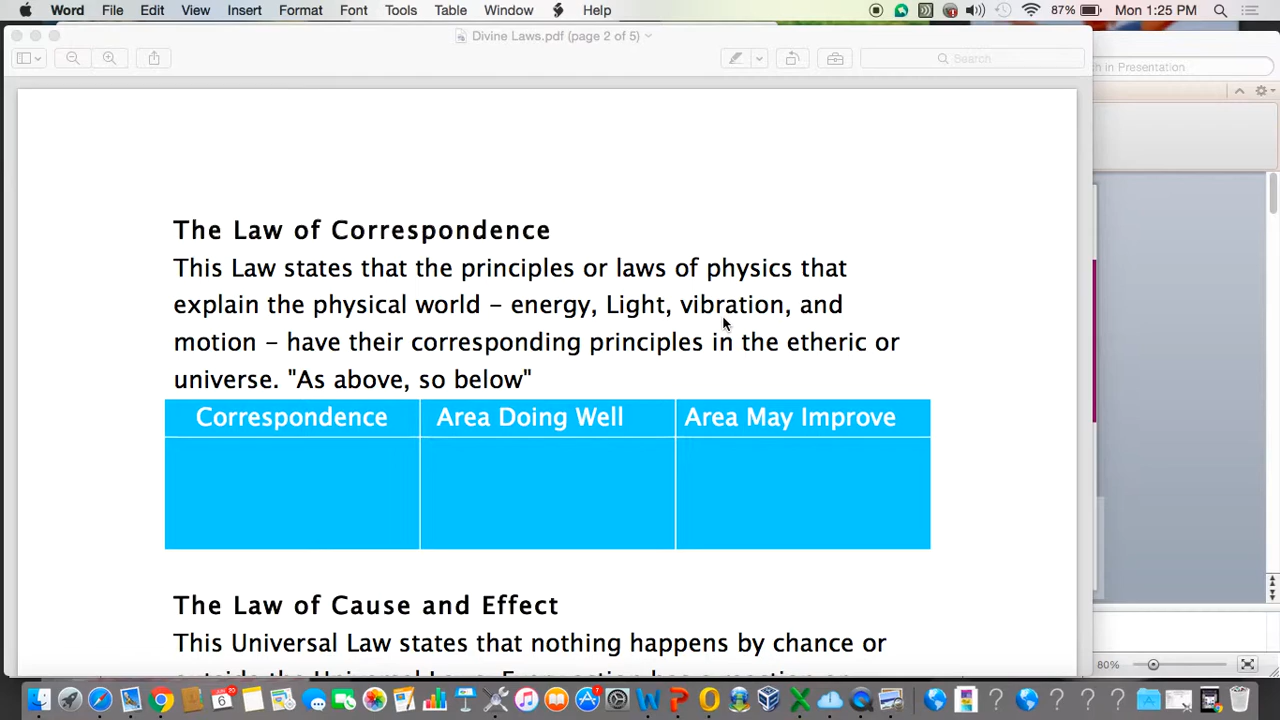 Word File Edit View Insert Format Font Tools Table Window Help 87% Mon 1:25 PM
Divine Laws.pdf (page 2 of 5)
Search
ch in Presentation
The Law of Correspondence
This Law states that the principles or laws of physics that
explain the physical world – energy, Light, vibration, and
motion – have their corresponding principles in the etheric or
universe. "As above, so below"
Correspondence Area Doing Well Area May Improve
The Law of Cause and Effect
This Universal Law states that nothing happens by chance or
80%